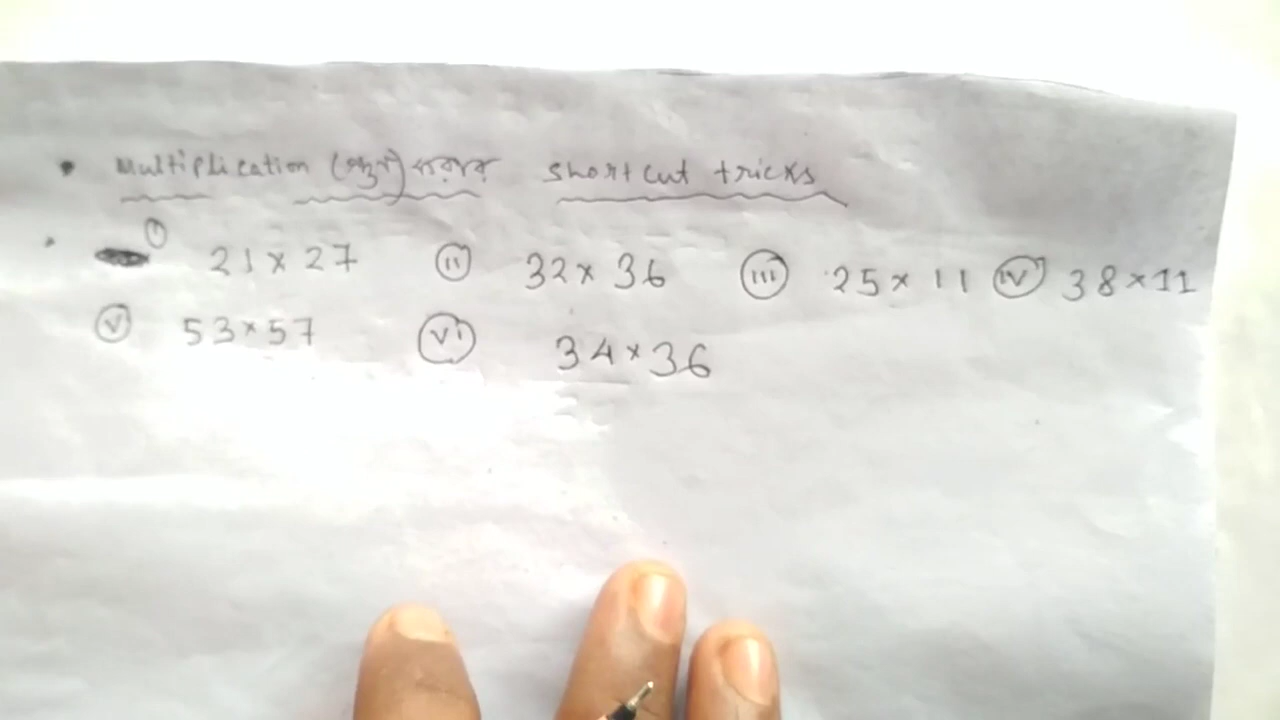 • Multiplication (গুণ) করার short cut tricks
(i) 21 × 27 (ii) 32 × 36 (iii) 25 × 11 (iv) 38 × 11
(v) 53 × 57 (vi) 34 × 36